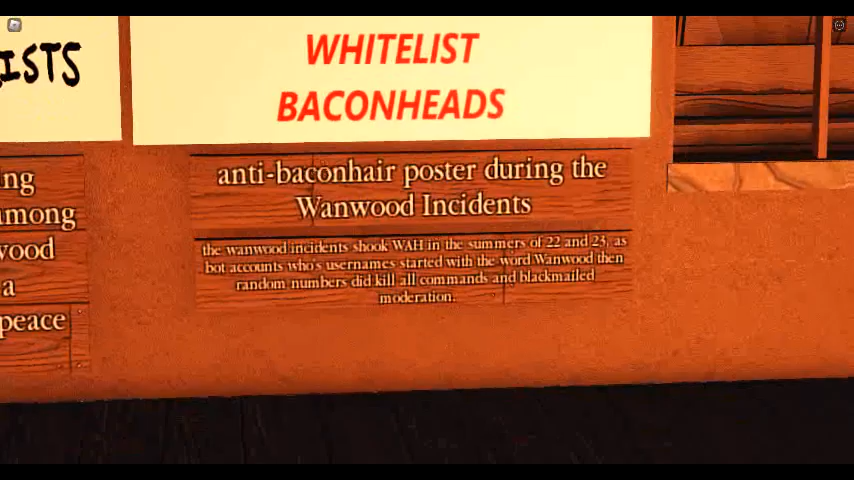 ISTS
WHITELIST
BACONHEADS
ng
among
wood
a
peace
anti-baconhair poster during the
Wanwood Incidents
the wanwood incidents shook WAH in the summers of 22 and 23, as
bot accounts who's usernames started with the word Wanwood then
random numbers did kill all commands and blackmailed
moderation.